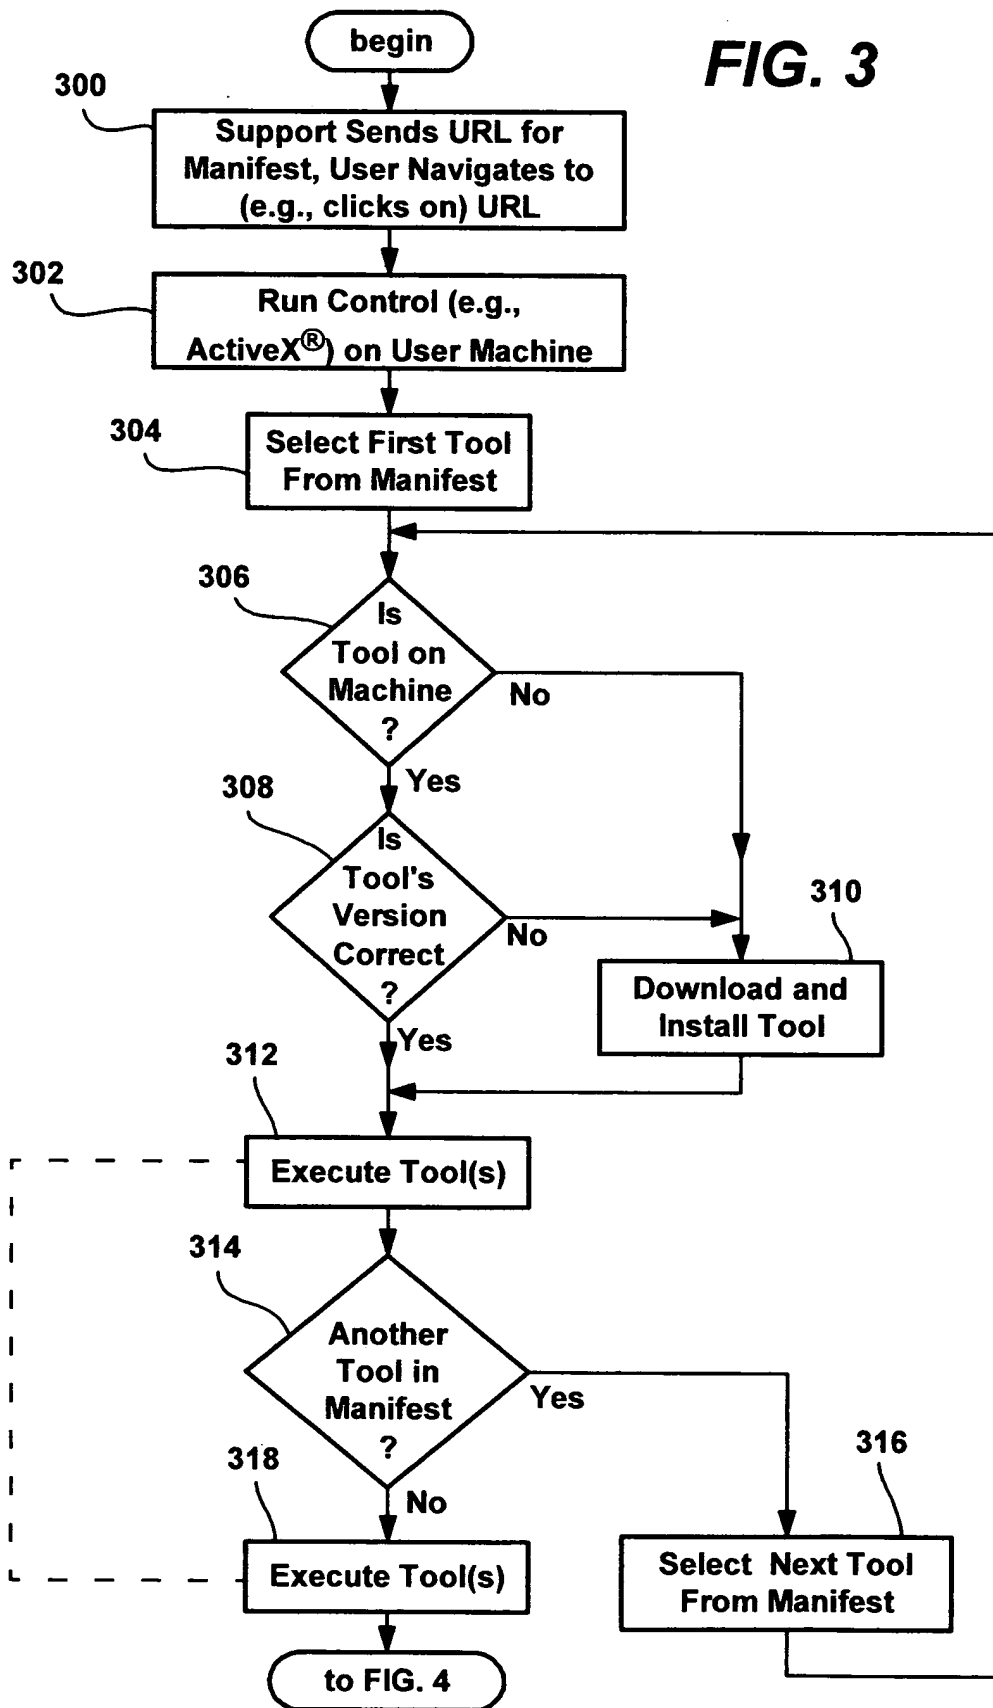 begin
FIG. 3
300
Support Sends URL for
Manifest, User Navigates to
(e.g., clicks on) URL
302
Run Control (e.g.,
ActiveX®) on User Machine
304
Select First Tool
From Manifest
306
Is
Tool on
Machine
?
No
Yes
308
Is
Tool's
Version
Correct
?
No
Yes
310
Download and
Install Tool
312
Execute Tool(s)
314
Another
Tool in
Manifest
?
Yes
No
316
Select Next Tool
From Manifest
318
Execute Tool(s)
to FIG. 4